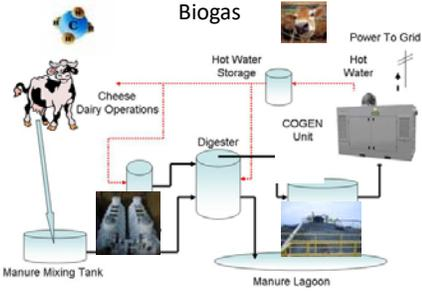 Biogas
Power To Grid
Hot Water
Storage
Hot
Water
Cheese
Dairy Operations
COGEN
Unit
Digester
Manure Mixing Tank
Manure Lagoon